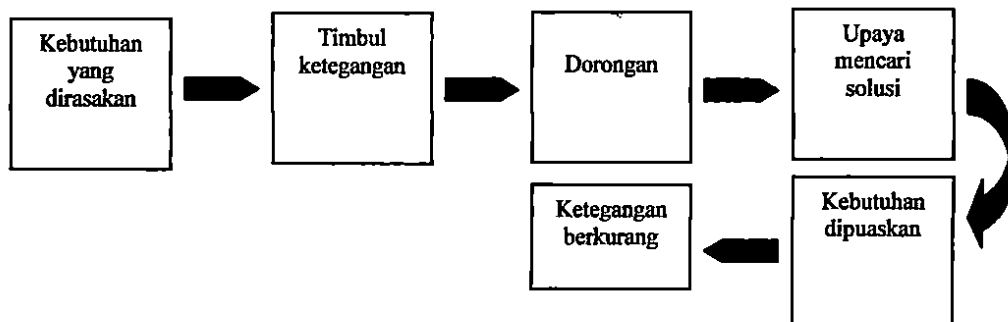 Kebutuhan
yang
dirasakan
Timbul
ketegangan
Dorongan
Upaya
mencari
solusi
Kebutuhan
dipuaskan
Ketegangan
berkurang